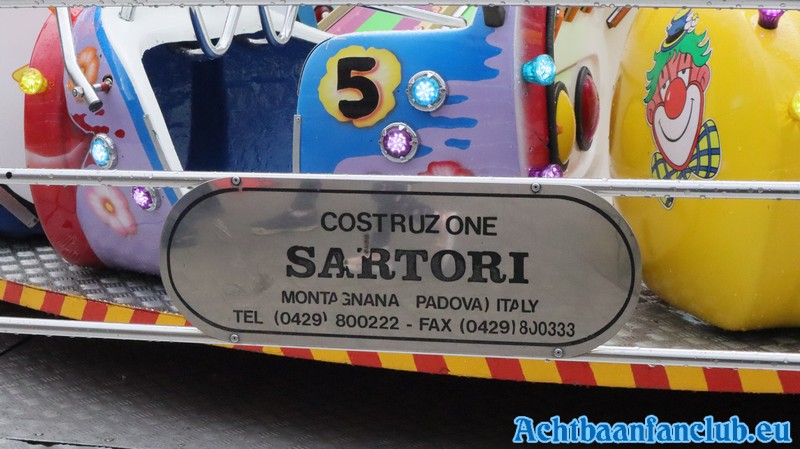 5
COSTRUZ ONE
SARTORI
MONTAGNANA PADOVA) ITALY
TEL (0429) 800222 - FAX (0429) 800333
Achtbaanfanclub.eu